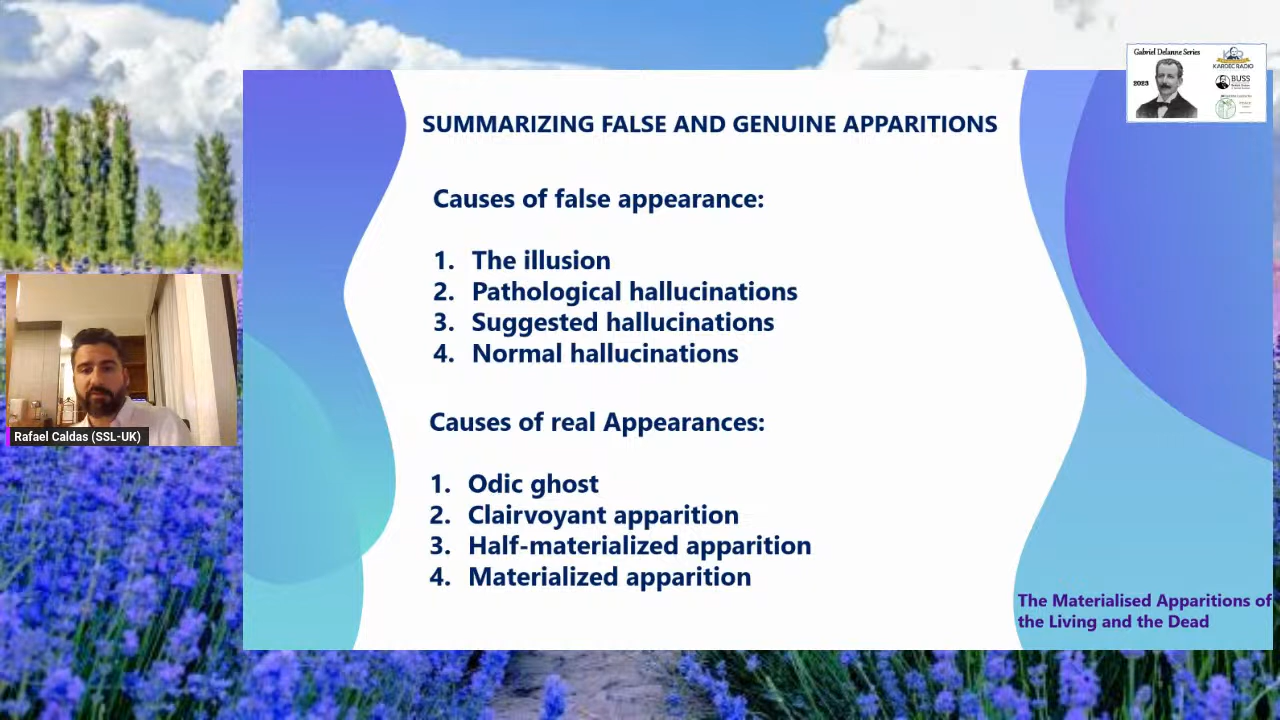 Gabriel Delanne Series
2023
KARDEC RADIO
BUSS
SUMMARIZING FALSE AND GENUINE APPARITIONS
Causes of false appearance:
1. The illusion
2. Pathological hallucinations
3. Suggested hallucinations
4. Normal hallucinations
Rafael Caldas (SSL-UK)
Causes of real Appearances:
1. Odic ghost
2. Clairvoyant apparition
3. Half-materialized apparition
4. Materialized apparition
The Materialised Apparitions of
the Living and the Dead